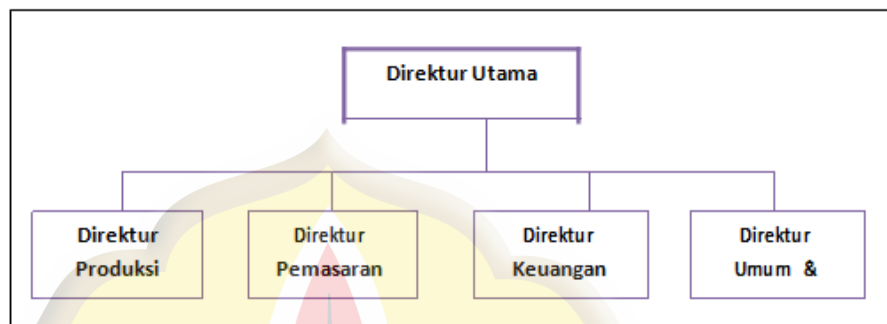 Direktur Utama
Direktur
Produksi
Direktur
Pemasaran
Direktur
Keuangan
Direktur
Umum &